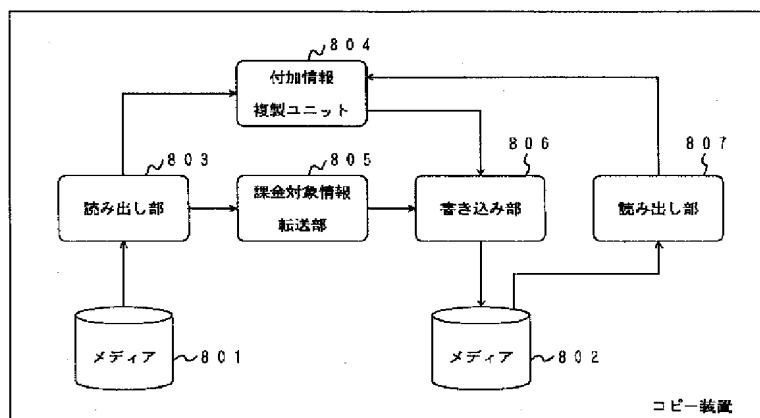 804
付加情報
複製ユニット
803
読み出し部
805
課金対象情報
転送部
806
書き込み部
807
読み出し部
メディア
801
メディア
802
コピー装置